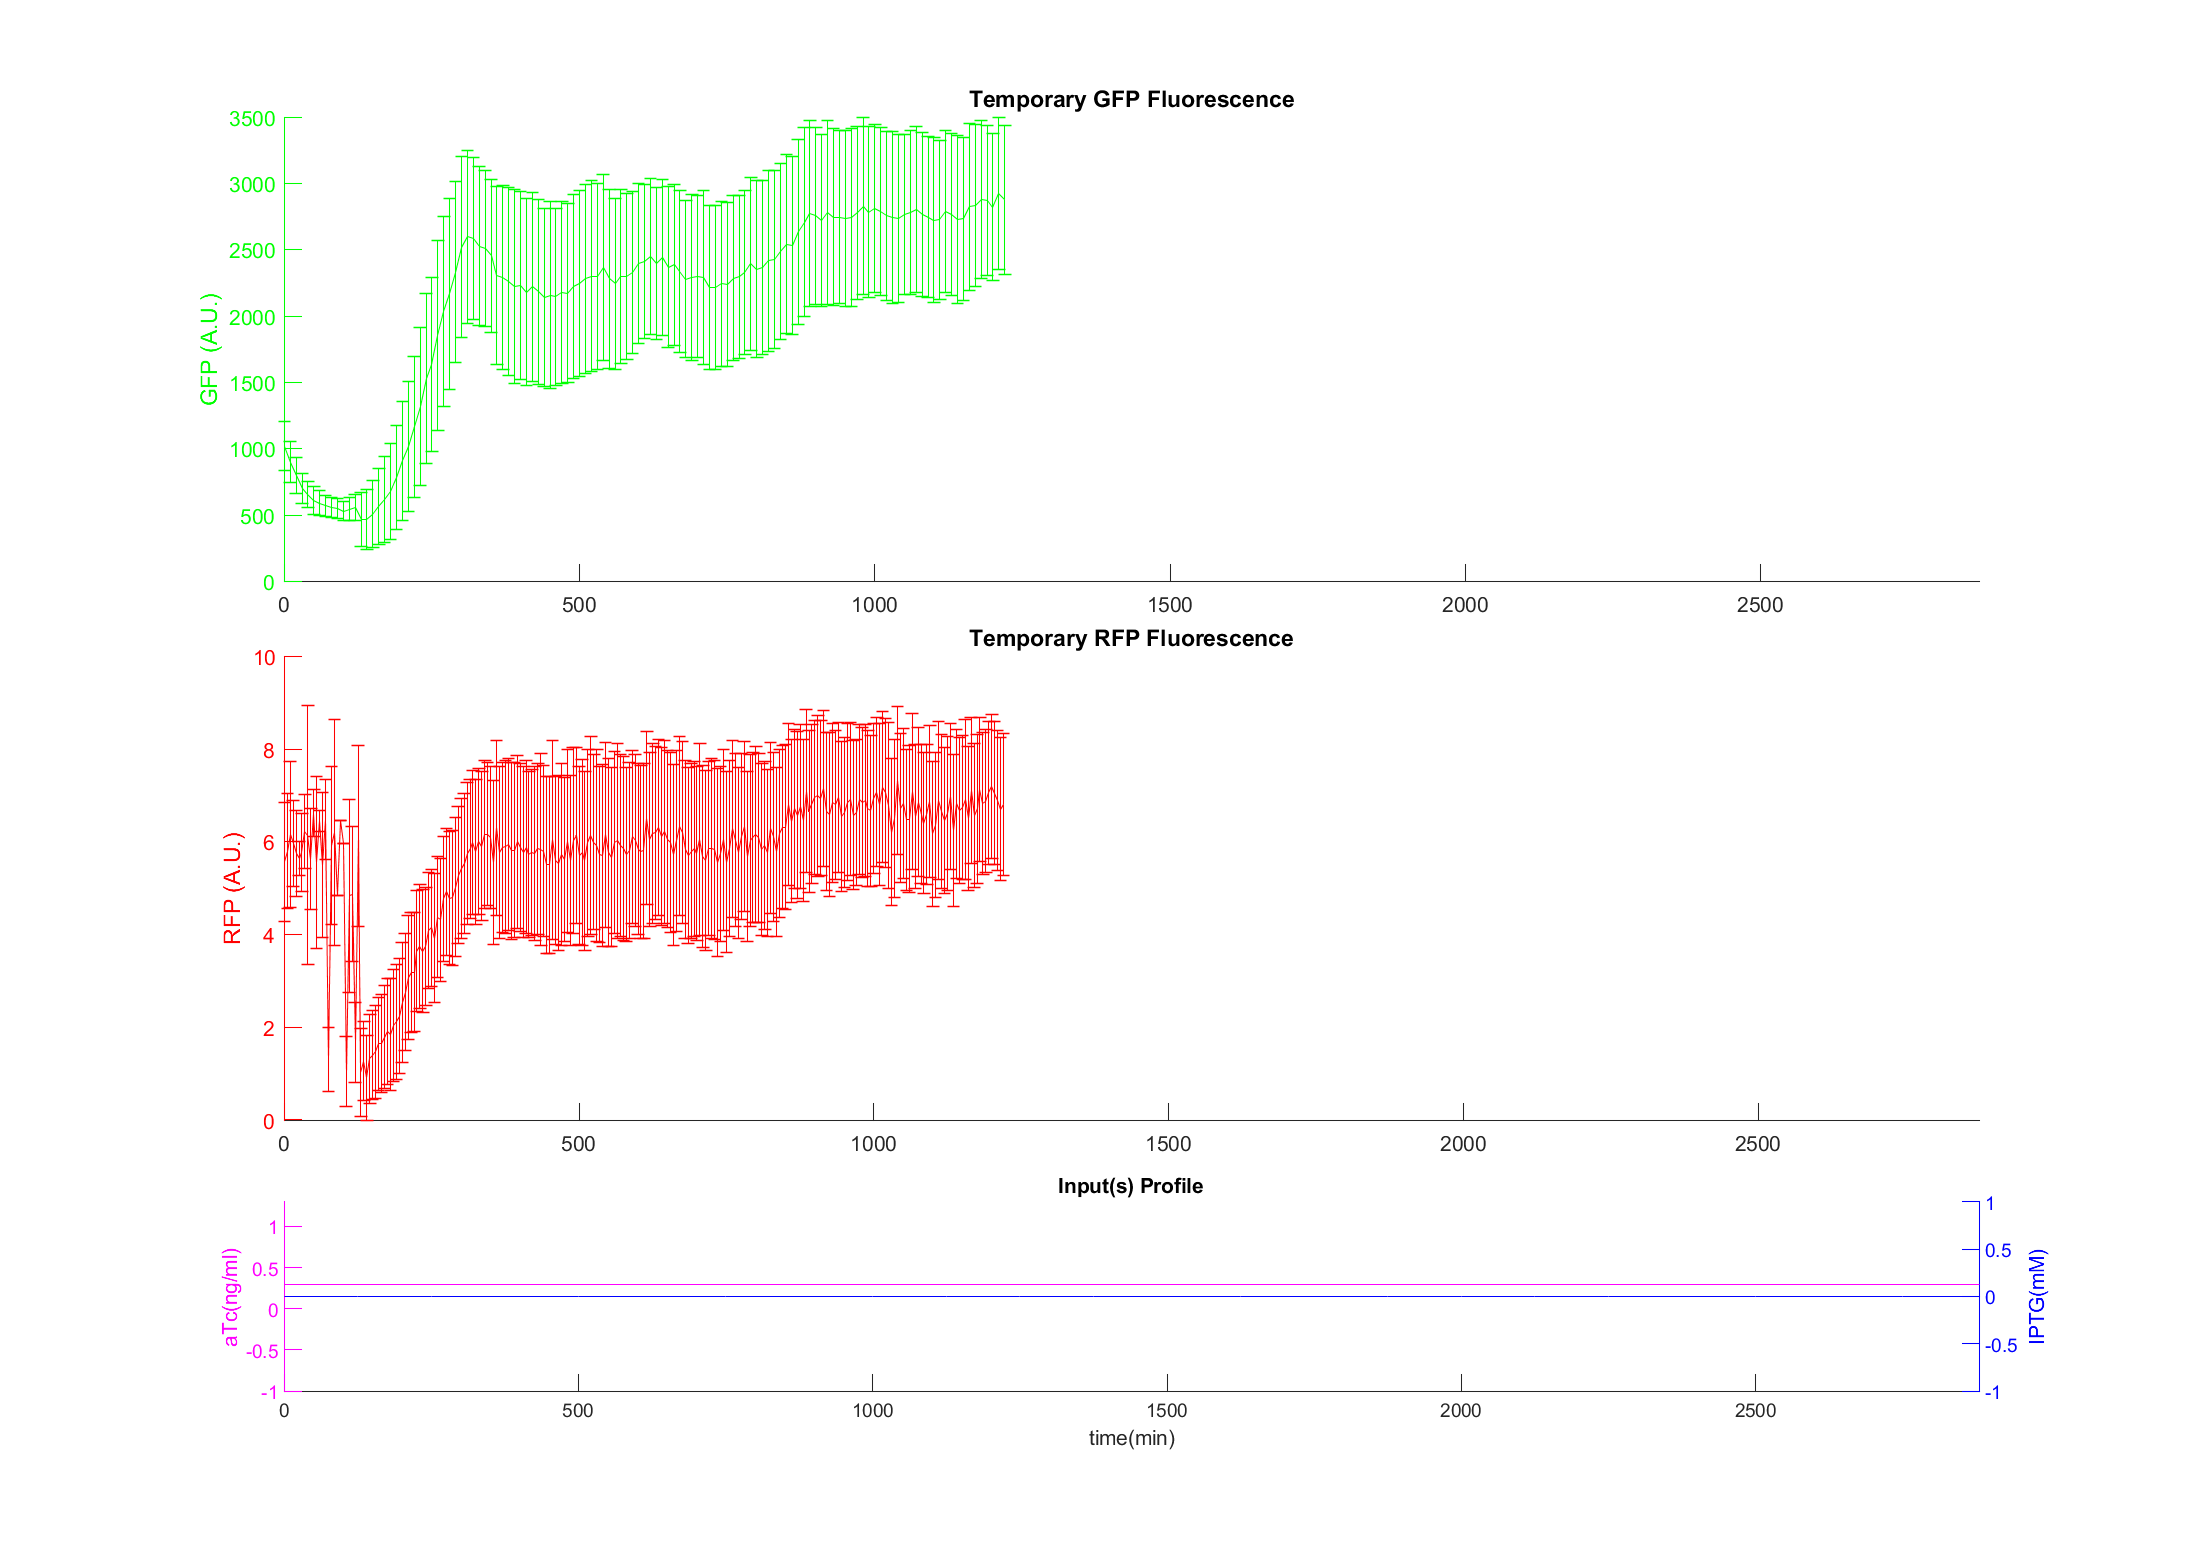 Temporary GFP Fluorescence
3500
3000
2500
2000
1500
1000
500
0
GFP (A.U.)
0 500 1000 1500 2000 2500
Temporary RFP Fluorescence
10
8
6
4
2
0
RFP (A.U.)
0 500 1000 1500 2000 2500
Input(s) Profile
1
0.5
0
-0.5
-1
aTc(ng/ml)
1
0.5
0
-0.5
-1
IPTG(mM)
0 500 1000 1500 2000 2500
time(min)